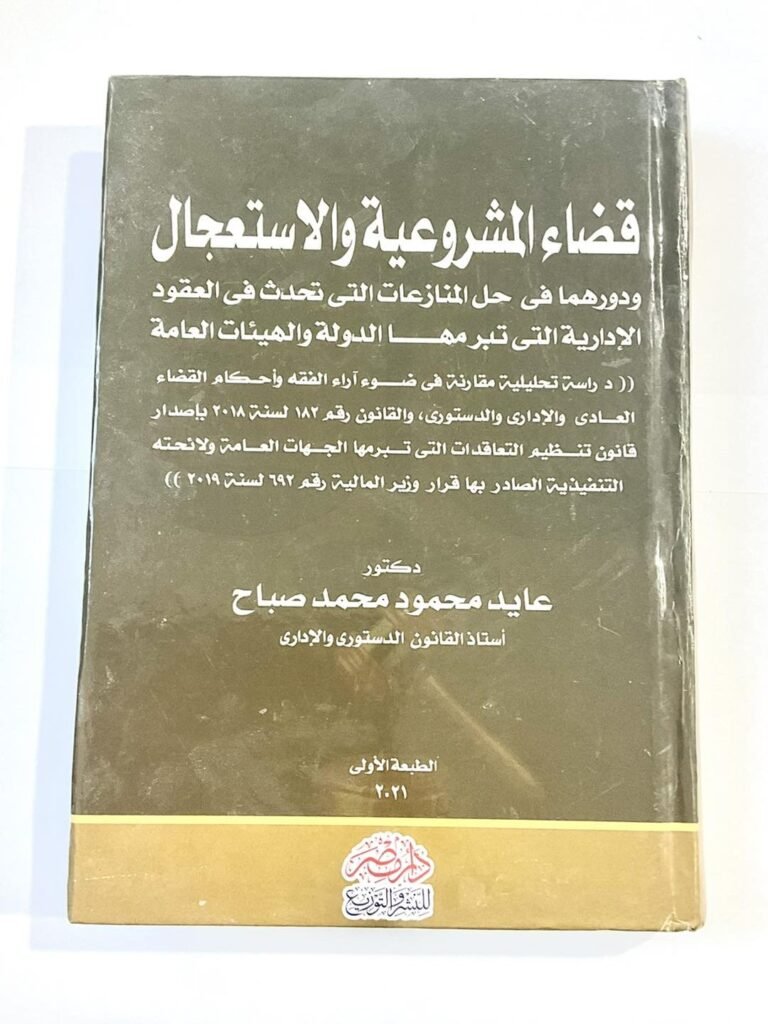 قضاء المشروعية والاستعجال
ودورهما فى حل المنازعات التى تحدث فى العقود
الإدارية التى تبرمهـــا الدولة والهيئات العامة
(( دراسة تحليلية مقارنة فى ضوء آراء الفقه وأحكام القضاء
العادى والإدارى والدستورى، والقانون رقم ١٨٢ لسنة ٢٠١٨ بإصدار
قانون تنظيم التعاقدات التى تبرمها الجهات العامة ولائحته
التنفيذية الصادر بها قرار وزير المالية رقم ٦٩٢ لسنة ٢٠١٩ ))
دكتور
عايد محمود محمد صباح
أستاذ القانون الدستورى والإدارى
الطبعة الأولى
٢٠٢١
دار مصر
للنشر والتوزيع